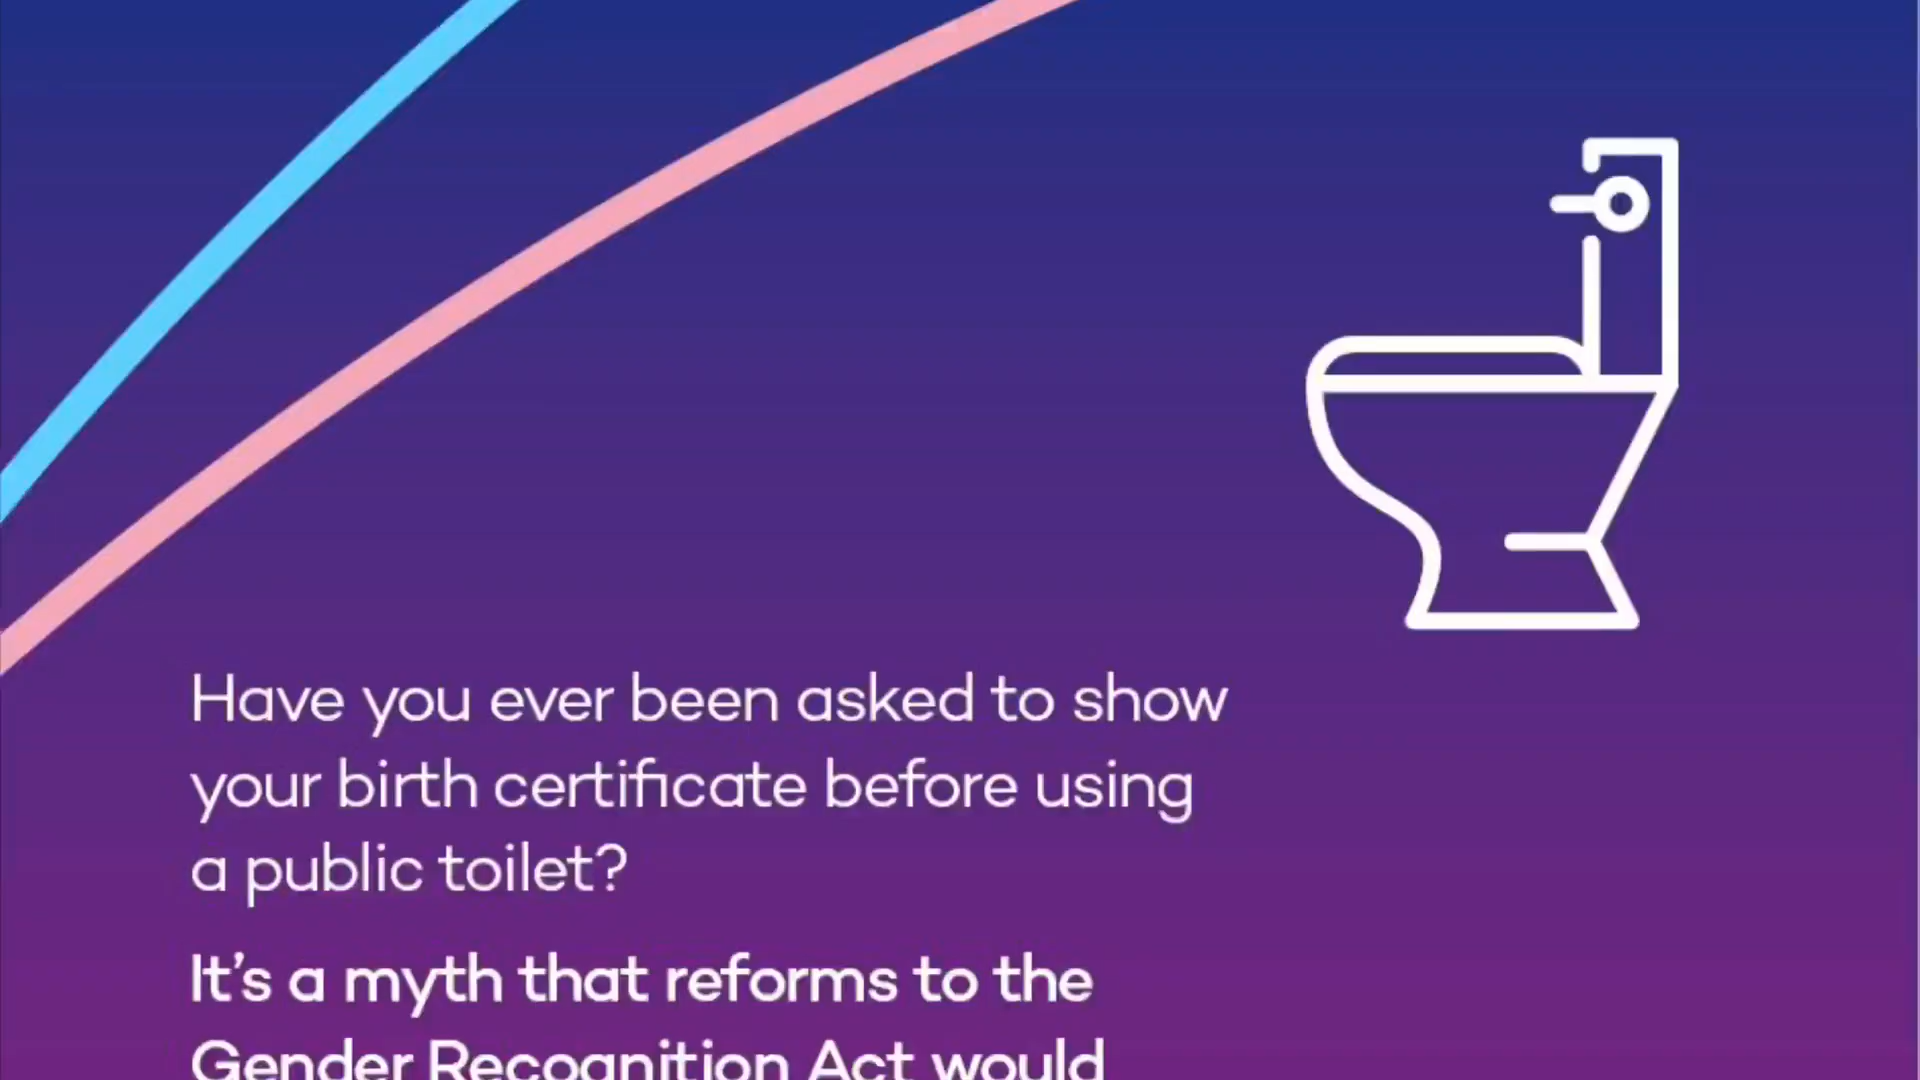 Have you ever been asked to show
your birth certificate before using
a public toilet?
It's a myth that reforms to the
Gender Recognition Act would